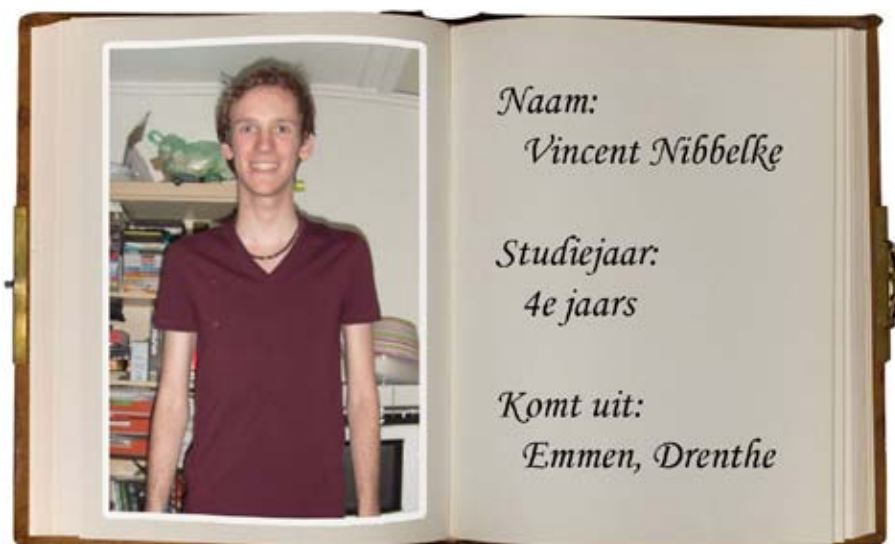 Naam:
Vincent Nibbelke
Studiejaar:
4e jaars
Komt uit:
Emmen, Drenthe